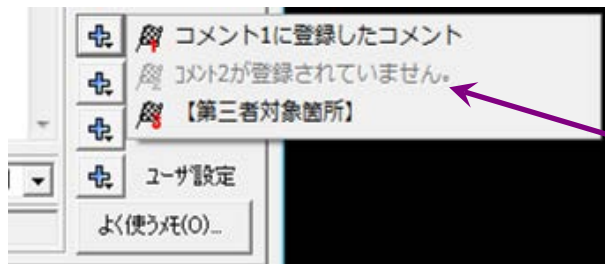 コメント1に登録したコメント
ｺﾒﾝﾄ2が登録されていません。
【第三者対象箇所】
ﾕｰｻﾞ設定
よく使うﾒﾓ(O)...